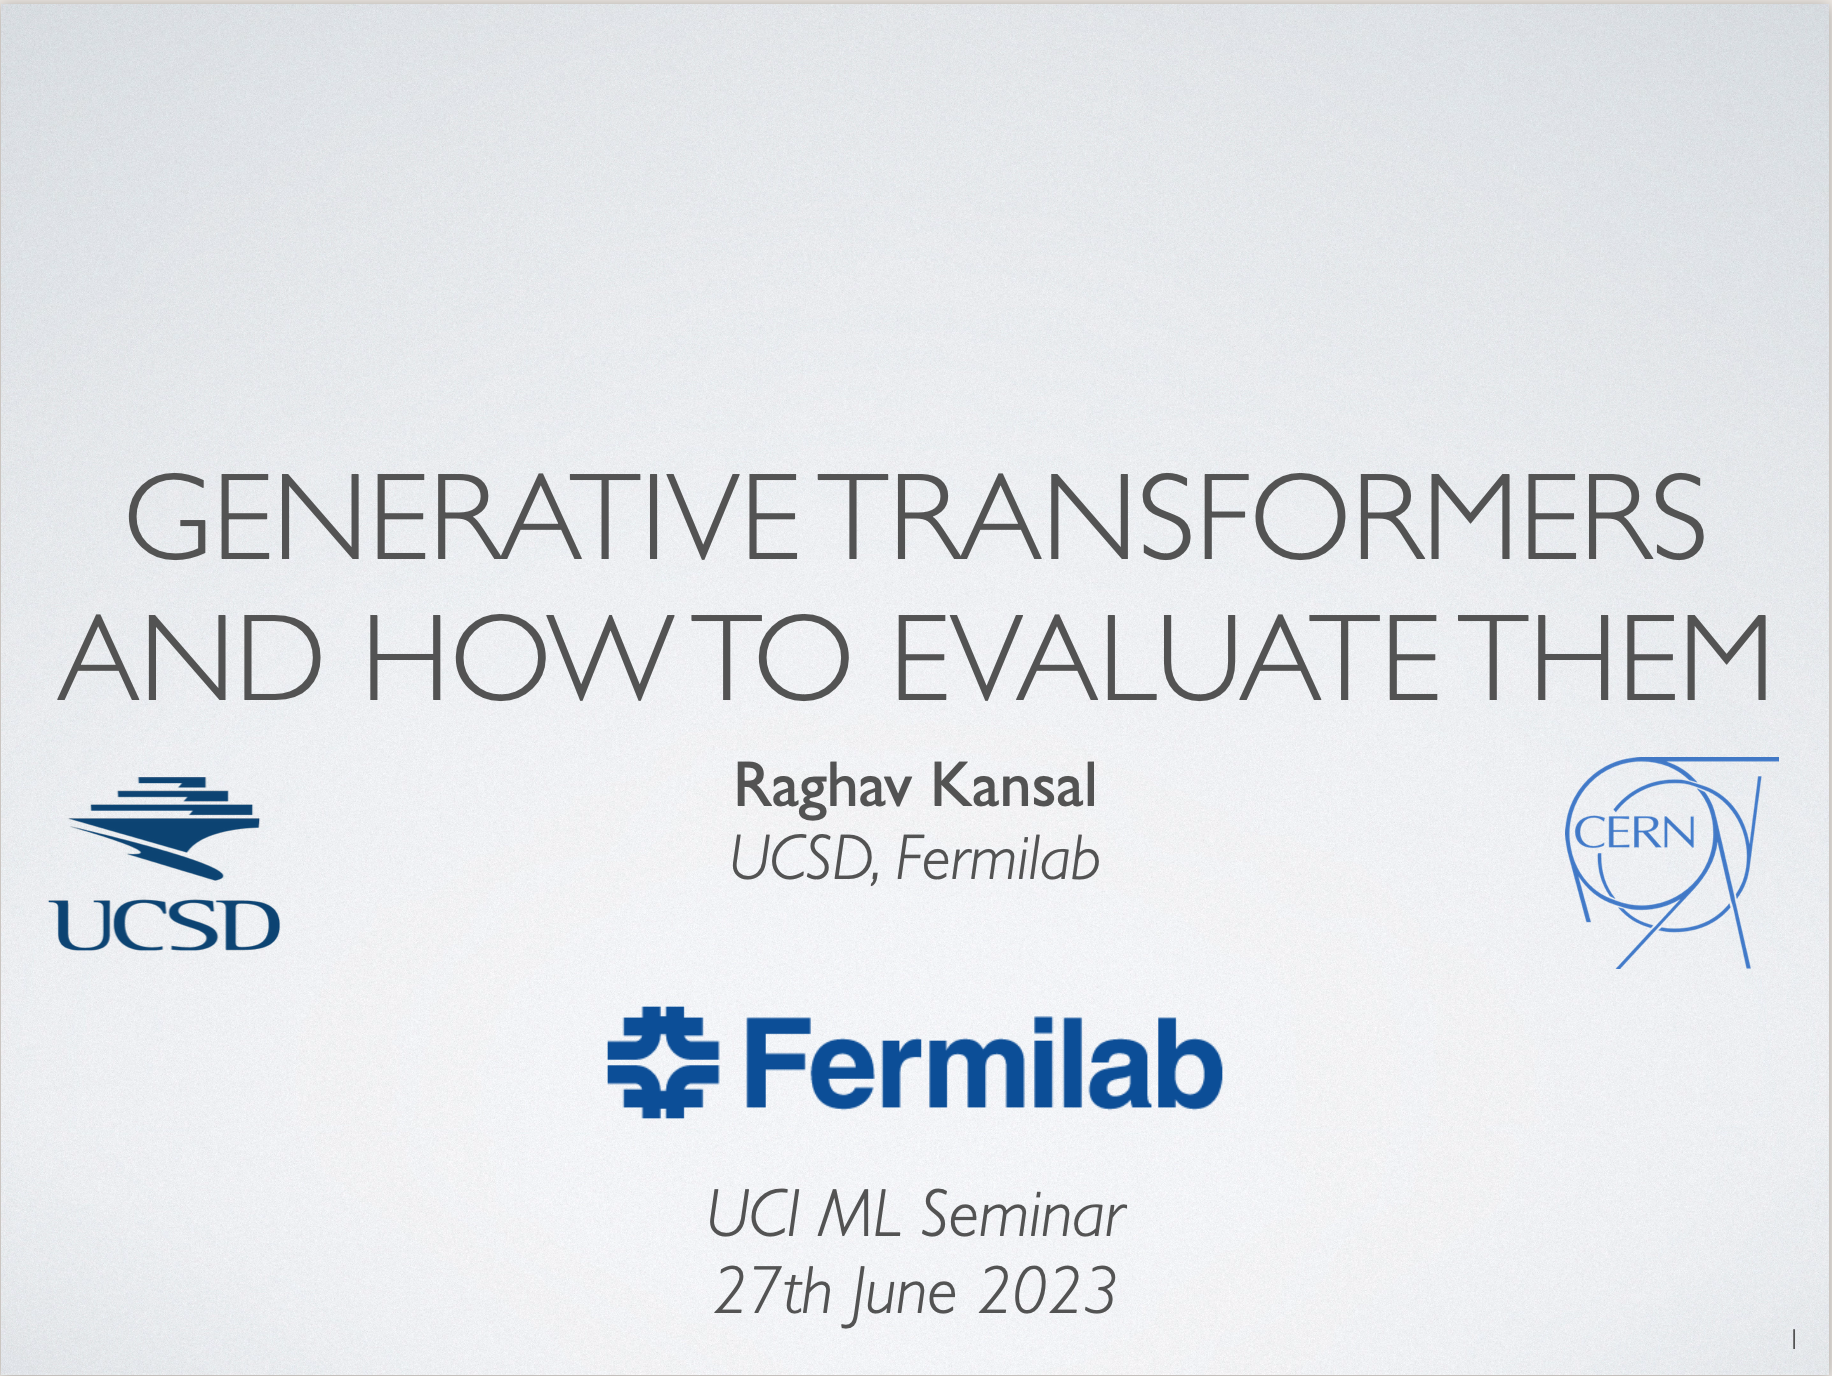 GENERATIVE TRANSFORMERS
AND HOW TO EVALUATE THEM
Raghav Kansal
UCSD, Fermilab
UCSD
CERN
Fermilab
UCI ML Seminar
27th June 2023
1